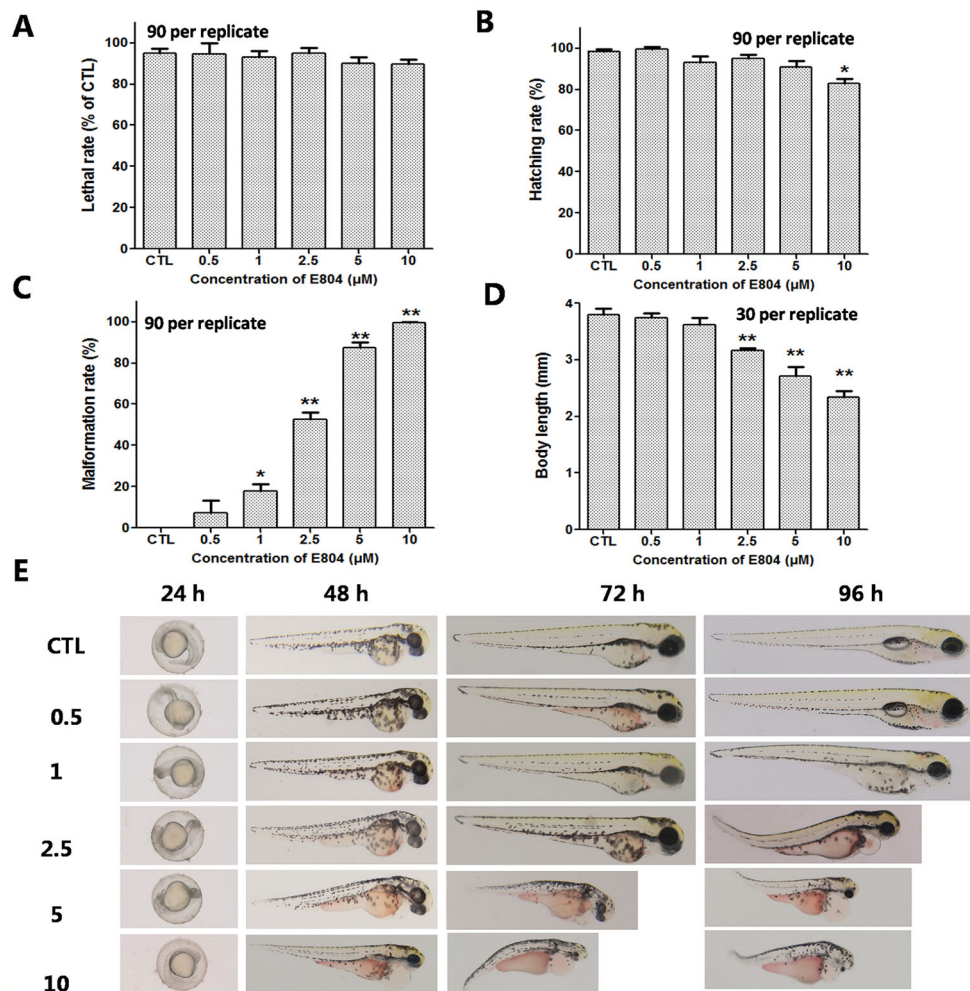 A
90 per replicate
Lethal rate (% of CTL)
100
80
60
40
20
0
CTL 0.5 1 2.5 5 10
Concentration of E804 (µM)
B
90 per replicate
Hatching rate (%)
100
80
60
40
20
0
*
CTL 0.5 1 2.5 5 10
Concentration of E804 (µM)
C
90 per replicate
Malformation rate (%)
100
80
60
40
20
0
* ** ** **
CTL 0.5 1 2.5 5 10
Concentration of E804 (µM)
D
30 per replicate
Body length (mm)
4
3
2
1
0
** ** **
CTL 0.5 1 2.5 5 10
Concentration of E804 (µM)
E
24 h 48 h 72 h 96 h
CTL
0.5
1
2.5
5
10